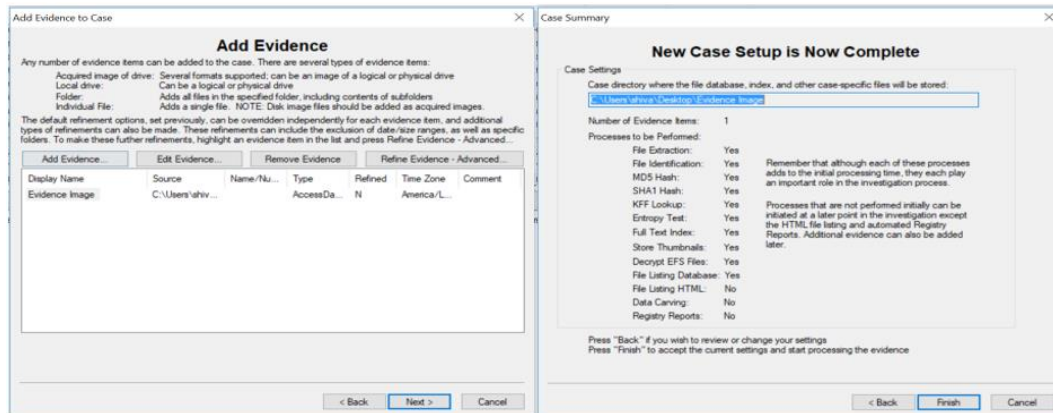 Add Evidence to Case
Add Evidence
Any number of evidence items can be added to the case. There are several types of evidence items:
Acquired image of drive: Several formats supported; can be an image of a logical or physical drive
Local drive: Can be a logical or physical drive
Folder: Adds all files in the specified folder, including contents of subfolders
Individual File: Adds a single file. NOTE: Disk image files should be added as acquired images.
The default refinement options, set previously, can be overridden independently for each evidence item, and additional
types of refinements can also be made. These refinements can include the exclusion of date/size ranges, as well as specific
folders. To make these further refinements, highlight an evidence item in the list and press Refine Evidence - Advanced...
Add Evidence... Edit Evidence... Remove Evidence Refine Evidence - Advanced...
Display Name Source Name/Nu... Type Refined Time Zone Comment
Evidence Image C:\Users\shiv... AccessDa... N America/L...
< Back Next > Cancel
Case Summary
New Case Setup is Now Complete
Case Settings
Case directory where the file database, index, and other case-specific files will be stored:
C:\Users\shiva\Desktop\Evidence Image
Number of Evidence Items: 1
Processes to be Performed:
File Extraction: Yes
File Identification: Yes
MD5 Hash: Yes
SHA1 Hash: Yes
KFF Lookup: Yes
Entropy Test: Yes
Full Text Index: Yes
Store Thumbnails: Yes
Decrypt EFS Files: Yes
File Listing Database: Yes
File Listing HTML: No
Data Carving: No
Registry Reports: No
Remember that although each of these processes
adds to the initial processing time, they each play
an important role in the investigation process.
Processes that are not performed initially can be
initiated at a later point in the investigation except
the HTML file listing and automated Registry
Reports. Additional evidence can also be added
later.
Press "Back" if you wish to review or change your settings
Press "Finish" to accept the current settings and start processing the evidence
< Back Finish Cancel